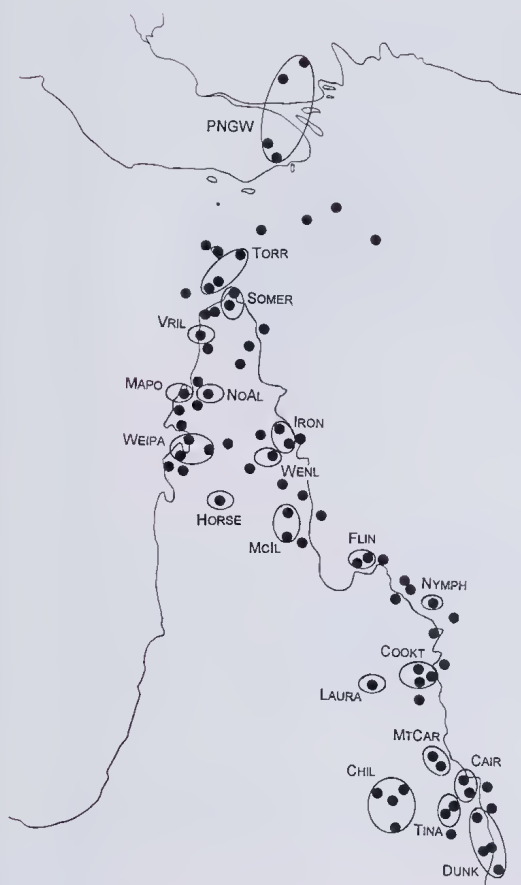 PNGW
TORR
SOMER
VRIL
MAPO
NOAL
IRON
WEIPA
WENL
HORSE
MCIL
FLIN
NYMPH
COOKT
LAURA
MTCAR
CAIR
CHIL
TINA
DUNK